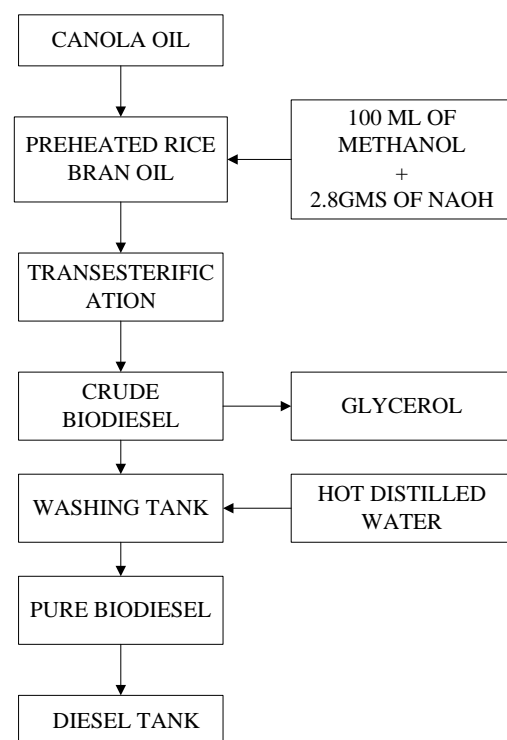 CANOLA OIL
PREHEATED RICE
BRAN OIL
100 ML OF
METHANOL
+
2.8GMS OF NAOH
TRANSESTERIFIC
ATION
CRUDE
BIODIESEL
GLYCEROL
WASHING TANK
HOT DISTILLED
WATER
PURE BIODIESEL
DIESEL TANK